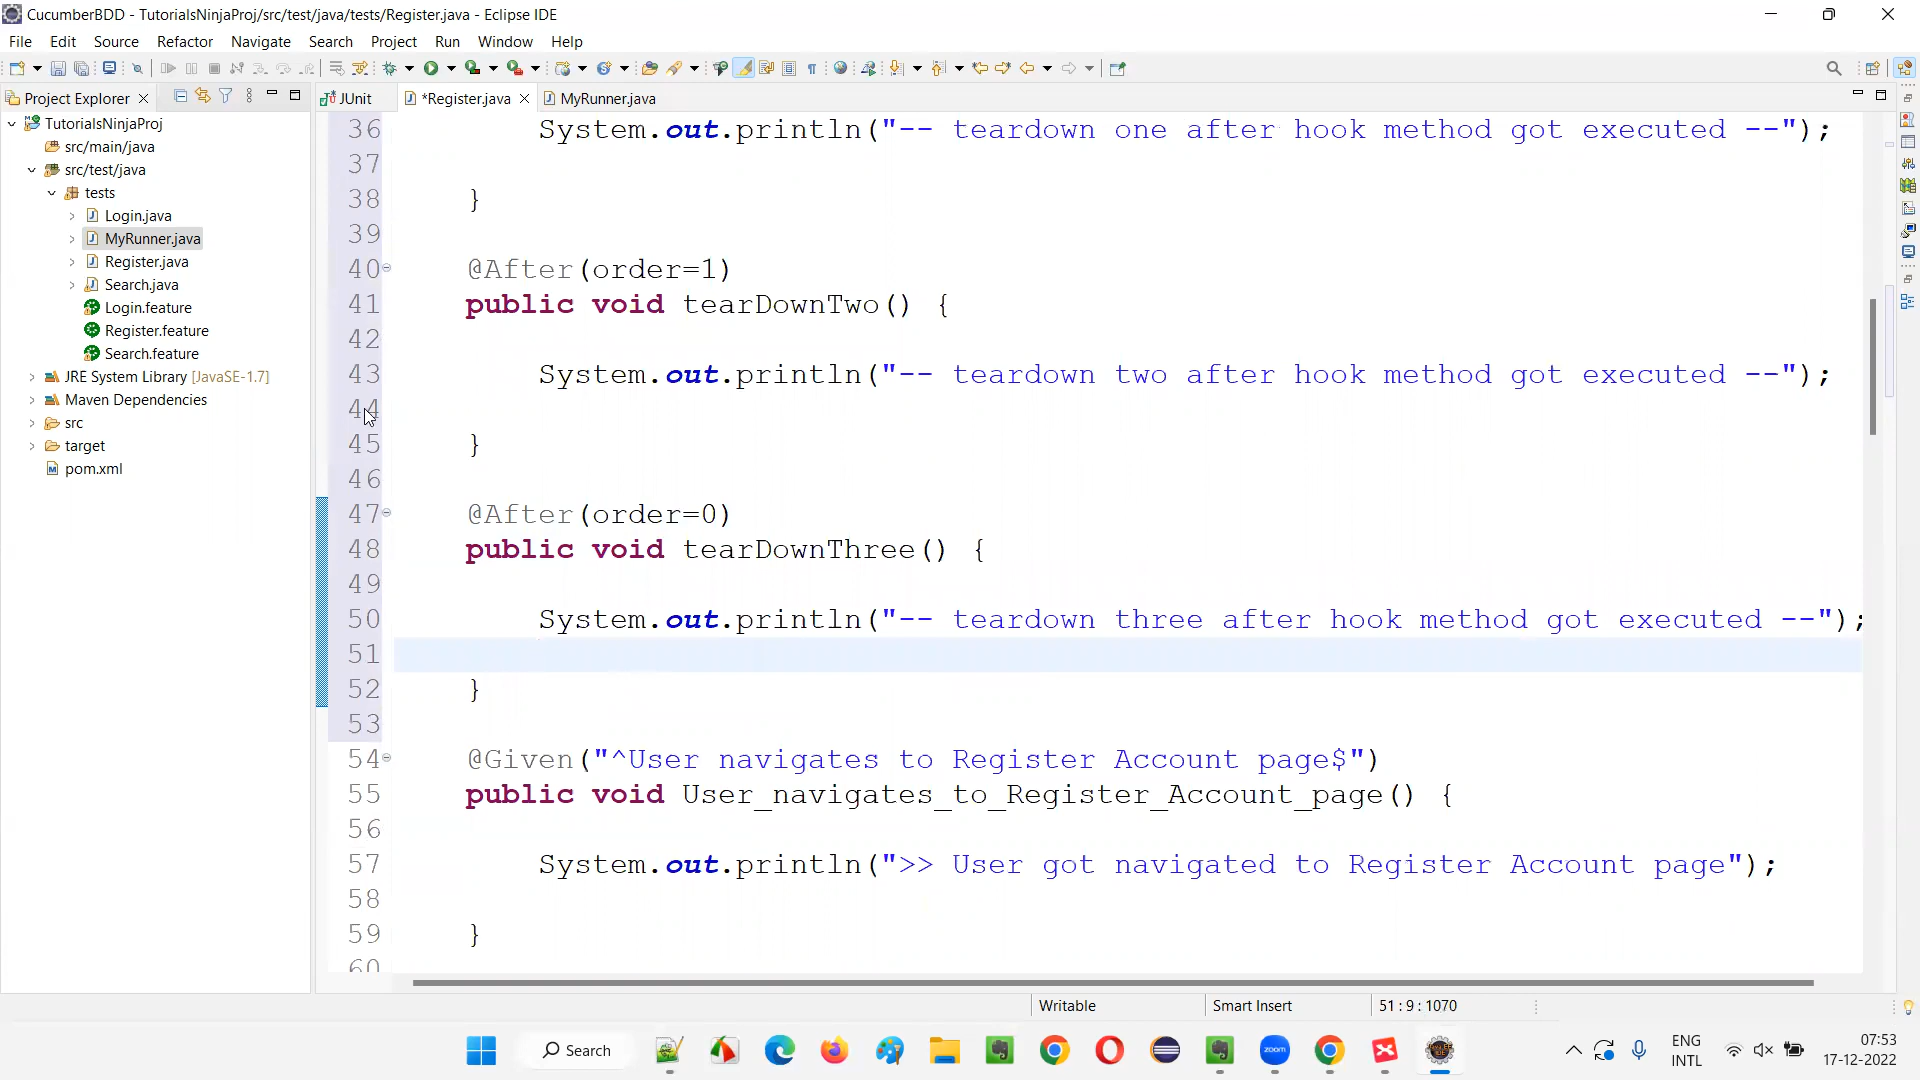 CucumberBDD - TutorialsNinjaProj/src/test/java/tests/Register.java - Eclipse IDE
File Edit Source Refactor Navigate Search Project Run Window Help
Project Explorer
JUnit
*Register.java
MyRunner.java
TutorialsNinjaProj
src/main/java
src/test/java
tests
Login.java
MyRunner.java
Register.java
Search.java
Login.feature
Register.feature
Search.feature
JRE System Library [JavaSE-1.7]
Maven Dependencies
src
target
pom.xml
36 System.out.println("-- teardown one after hook method got executed --");
37
38 }
39
40 @After(order=1)
41 public void tearDownTwo() {
42
43 System.out.println("-- teardown two after hook method got executed --");
44
45 }
46
47 @After(order=0)
48 public void tearDownThree() {
49
50 System.out.println("-- teardown three after hook method got executed --");
51
52 }
53
54 @Given("^User navigates to Register Account page$")
55 public void User_navigates_to_Register_Account_page() {
56
57 System.out.println(">> User got navigated to Register Account page");
58
59 }
60
Writable
Smart Insert
51 : 9 : 1070
Search
zoom
ENG
INTL
07:53
17-12-2022